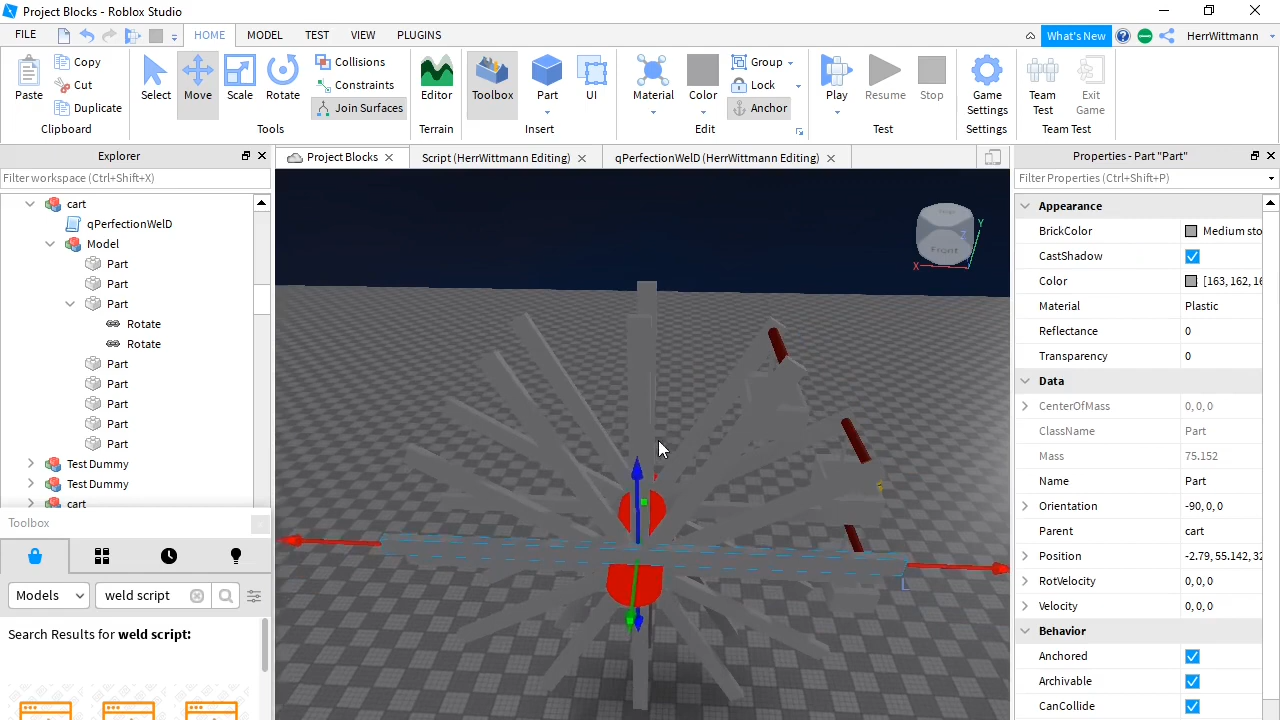 Project Blocks - Roblox Studio
FILE HOME MODEL TEST VIEW PLUGINS What's New HerrWittmann
Paste Copy Cut Duplicate Clipboard
Select Move Scale Rotate Collisions Constraints Join Surfaces Tools
Editor Terrain
Toolbox Part UI Insert
Material Color Group Lock Anchor Edit
Play Resume Stop Test
Game Settings Settings
Team Test Exit Game Team Test
Explorer
Filter workspace (Ctrl+Shift+X)
cart
qPerfectionWelD
Model
Part
Part
Part
Rotate
Rotate
Part
Part
Part
Part
Part
Test Dummy
Test Dummy
cart
Toolbox
Models weld script
Search Results for weld script:
Project Blocks Script (HerrWittmann Editing) qPerfectionWelD (HerrWittmann Editing)
Front
X
Y
Z
L
Properties - Part "Part"
Filter Properties (Ctrl+Shift+P)
Appearance
BrickColor Medium sto
CastShadow
Color [163, 162, 16
Material Plastic
Reflectance 0
Transparency 0
Data
CenterOfMass 0, 0, 0
ClassName Part
Mass 75.152
Name Part
Orientation -90, 0, 0
Parent cart
Position -2.79, 55.142, 32
RotVelocity 0, 0, 0
Velocity 0, 0, 0
Behavior
Anchored
Archivable
CanCollide